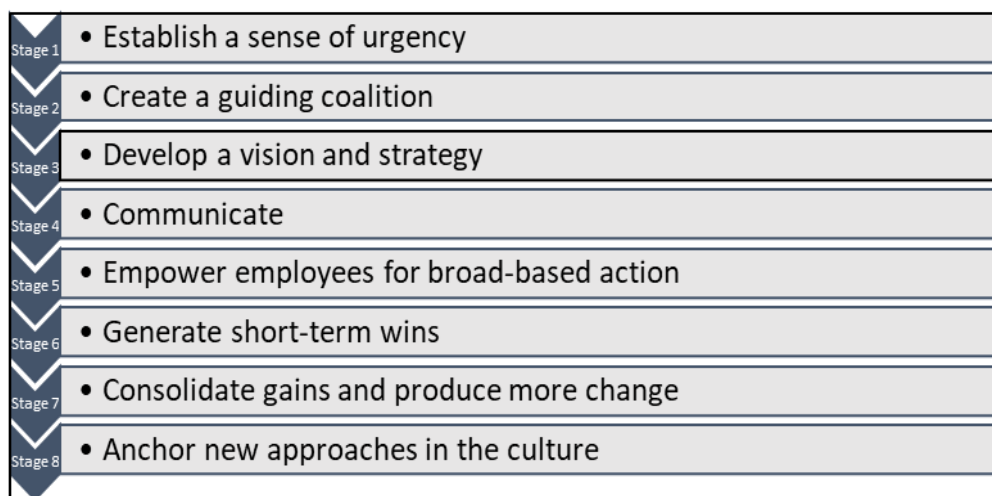 Stage 1 • Establish a sense of urgency
Stage 2 • Create a guiding coalition
Stage 3 • Develop a vision and strategy
Stage 4 • Communicate
Stage 5 • Empower employees for broad-based action
Stage 6 • Generate short-term wins
Stage 7 • Consolidate gains and produce more change
Stage 8 • Anchor new approaches in the culture